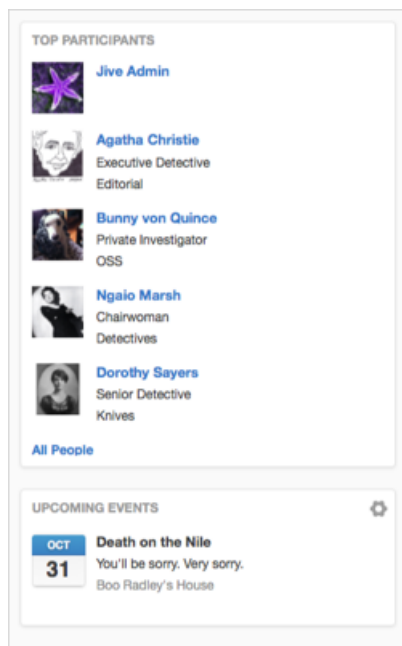 TOP PARTICIPANTS
Jive Admin
Agatha Christie
Executive Detective
Editorial
Bunny von Quince
Private Investigator
OSS
Ngaio Marsh
Chairwoman
Detectives
Dorothy Sayers
Senior Detective
Knives
All People
UPCOMING EVENTS
OCT
31
Death on the Nile
You'll be sorry. Very sorry.
Boo Radley's House